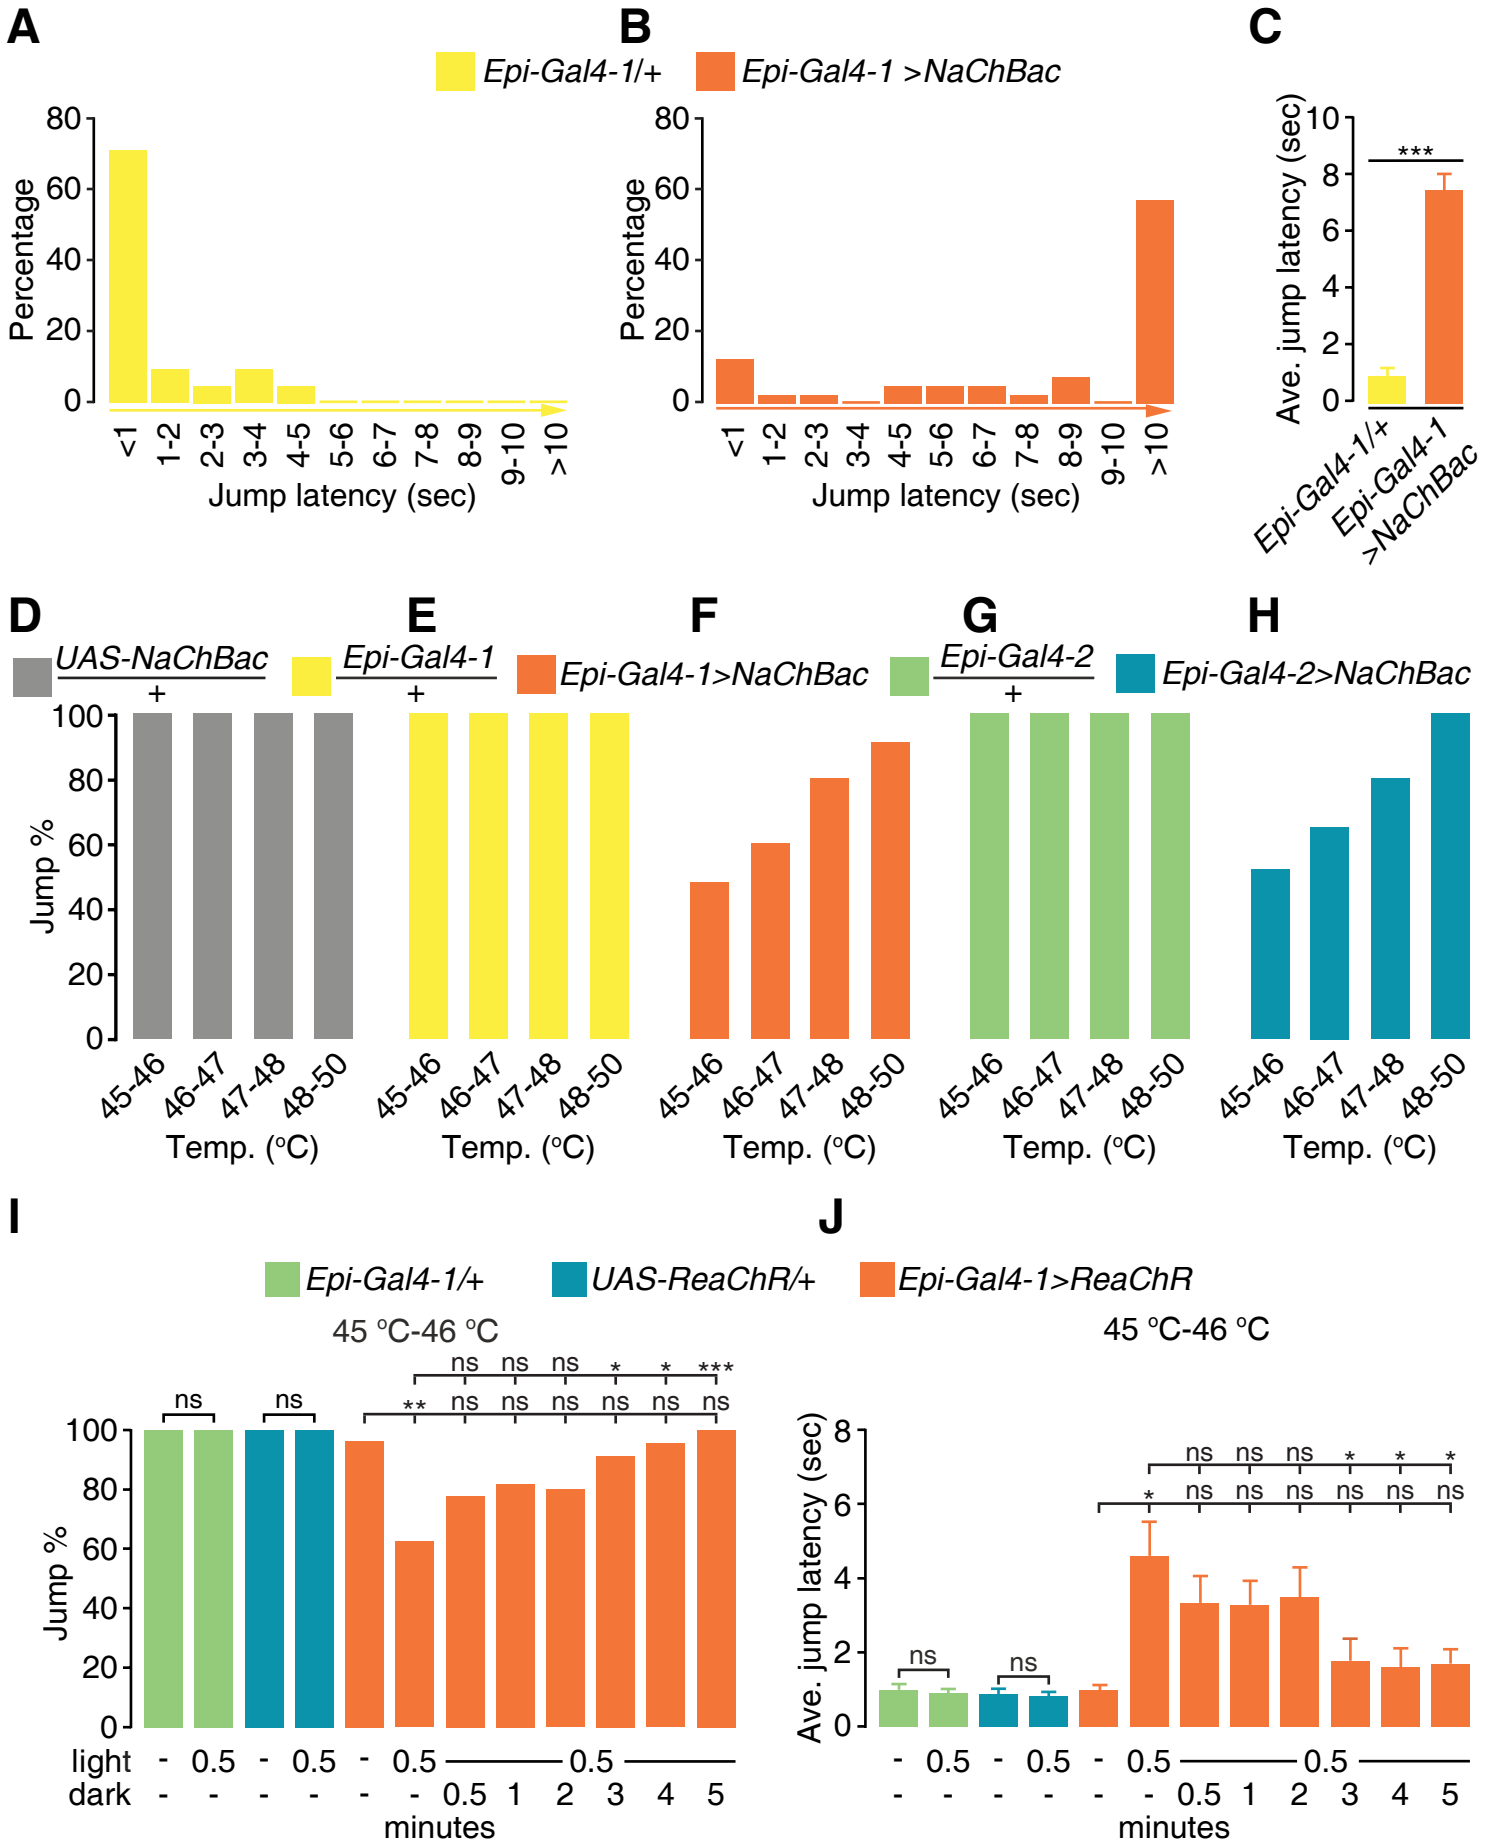 A
B
C
Epi-Gal4-1/+
Epi-Gal4-1 >NaChBac
80
60
40
20
0
Percentage
<1
1-2
2-3
3-4
4-5
5-6
6-7
7-8
8-9
9-10
>10
Jump latency (sec)
80
60
40
20
0
Percentage
<1
1-2
2-3
3-4
4-5
5-6
6-7
7-8
8-9
9-10
>10
Jump latency (sec)
10
8
6
4
2
0
Ave. jump latency (sec)
***
Epi-Gal4-1/+
Epi-Gal4-1
>NaChBac
D
E
F
G
H
UAS-NaChBac
+
Epi-Gal4-1
+
Epi-Gal4-1>NaChBac
Epi-Gal4-2
+
Epi-Gal4-2>NaChBac
100
80
60
40
20
0
Jump %
45-46
46-47
47-48
48-50
Temp. (ºC)
45-46
46-47
47-48
48-50
Temp. (ºC)
45-46
46-47
47-48
48-50
Temp. (ºC)
45-46
46-47
47-48
48-50
Temp. (ºC)
45-46
46-47
47-48
48-50
Temp. (ºC)
I
J
Epi-Gal4-1/+
UAS-ReaChR/+
Epi-Gal4-1>ReaChR
45 ºC-46 ºC
ns ns ns * * ***
ns ns ** ns ns ns ns ns ns
100
80
60
40
20
0
Jump %
light - 0.5 - 0.5 - 0.5 0.5
dark - - - - - - 0.5 1 2 3 4 5
minutes
45 ºC-46 ºC
ns ns ns * * *
* ns ns ns ns ns ns
ns ns
8
6
4
2
0
Ave. jump latency (sec)
- 0.5 - 0.5 - 0.5 0.5
- - - - - - 0.5 1 2 3 4 5
minutes